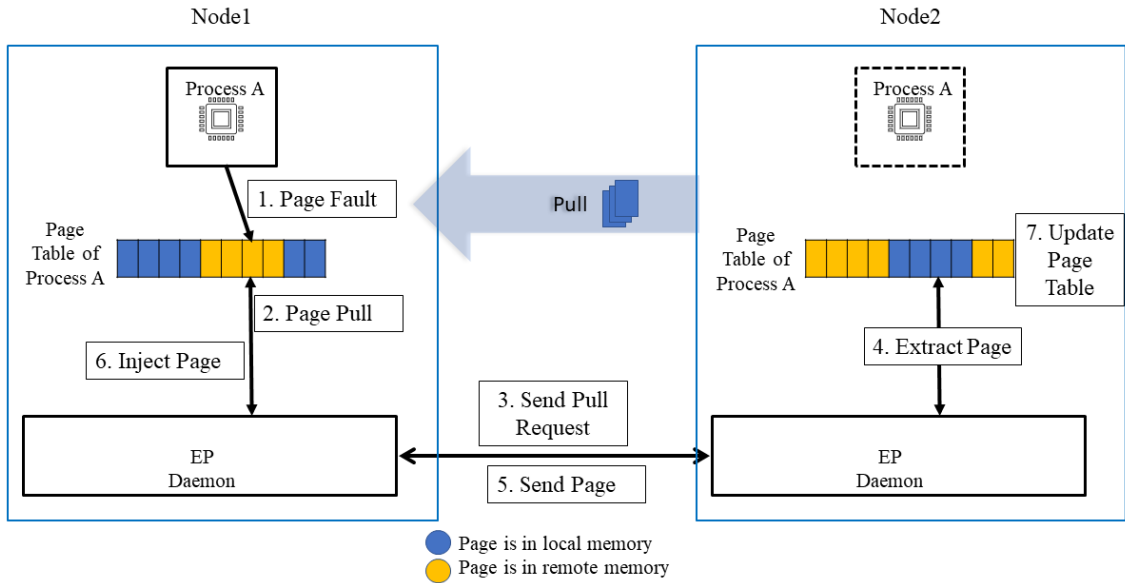 Node1
Node2
Process A
Process A
1. Page Fault
Pull
Page
Table of
Process A
Page
Table of
Process A
7. Update
Page
Table
2. Page Pull
6. Inject Page
4. Extract Page
3. Send Pull
Request
EP
Daemon
EP
Daemon
5. Send Page
Page is in local memory
Page is in remote memory